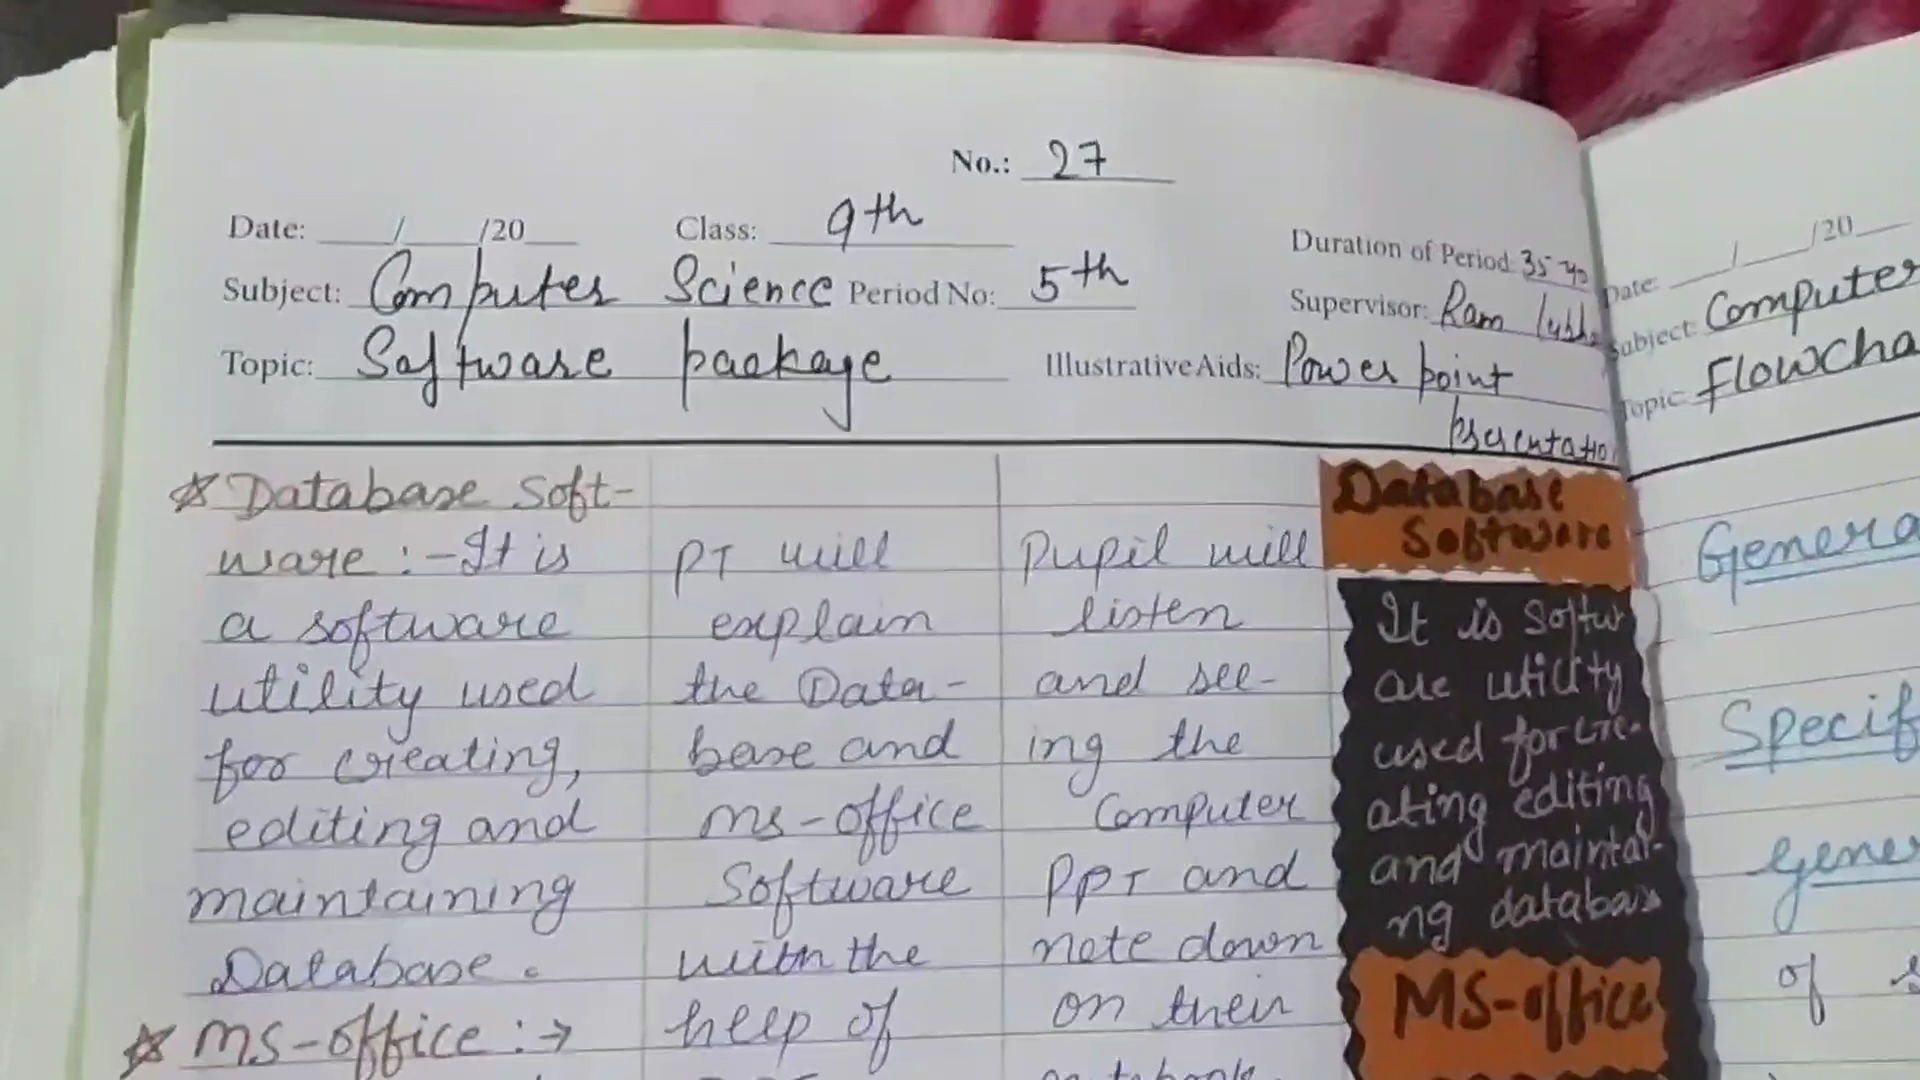 No.: 27
Date: / /20 Class: 9th
Duration of Period: 35
Subject: Computer Science Period No: 5th
Supervisor: Ram
Topic: Software package
Illustrative Aids: Power point
presentation
☆ Database Soft-
ware :- It is
a software
utility used
for creating,
editing and
maintaining
Database.
☆ MS-office :→
PT will
explain
the Data-
base and
ms-office
Software
with the
help of
Pupil will
listen
and see-
ing the
Computer
PPT and
note down
on their
Database
Software
It is Softw
are utility
used for cre-
ating editing
and maintai-
ng databas
MS-office
Date: / /20
Subject: Computer
Topic: Flowcha
Genera
Specif
gener
of s